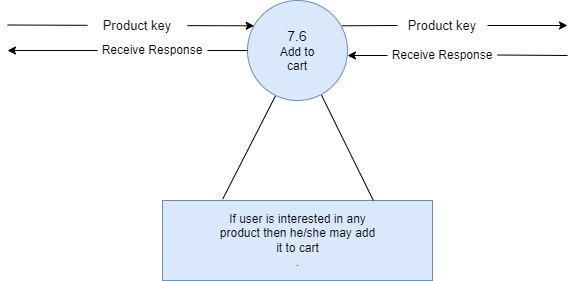 Product key
Receive Response
7.6
Add to
cart
Product key
Receive Response
If user is interested in any
product then he/she may add
it to cart
.